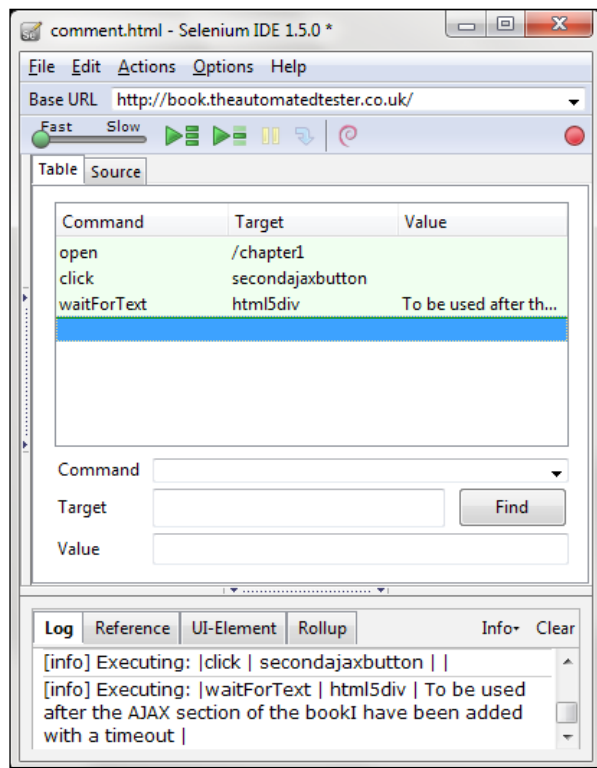 comment.html - Selenium IDE 1.5.0 *
File Edit Actions Options Help
Base URL http://book.theautomatedtester.co.uk/
Fast Slow
Table Source
Command Target Value
open /chapter1
click secondajaxbutton
waitForText html5div To be used after th...
Command
Target Find
Value
Log Reference UI-Element Rollup Info Clear
[info] Executing: |click | secondajaxbutton | |
[info] Executing: |waitForText | html5div | To be used
after the AJAX section of the bookI have been added
with a timeout |